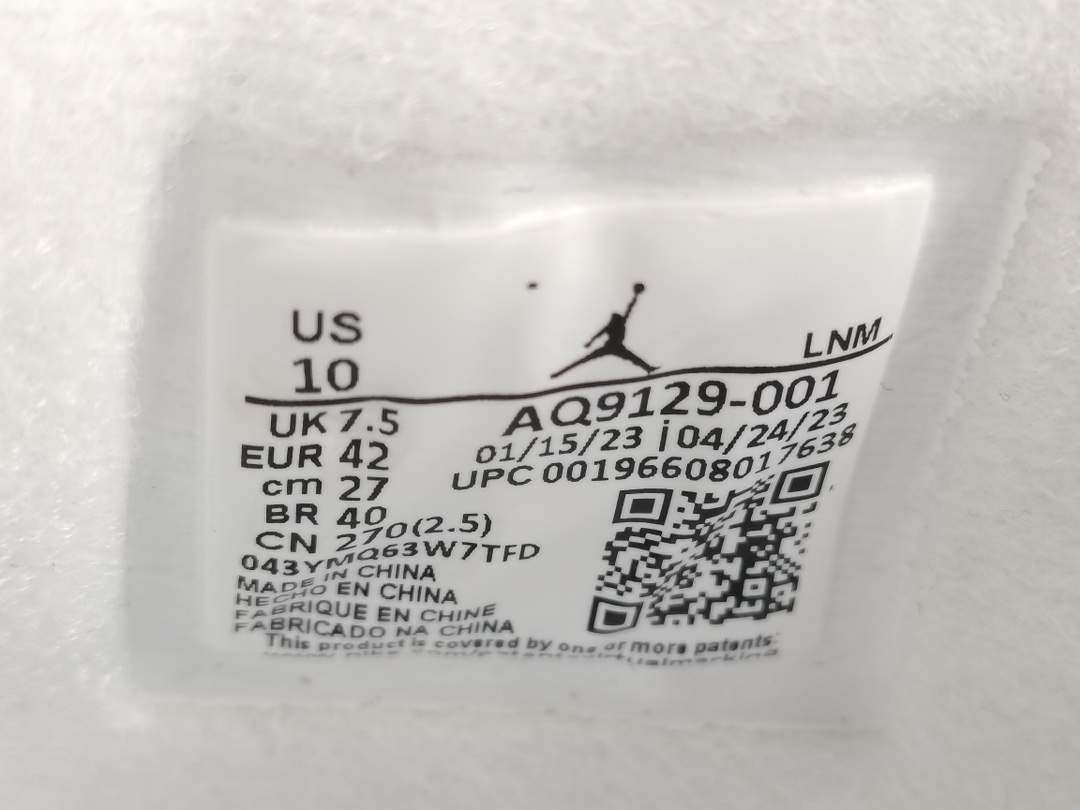 US
10
LNM
UK 7.5
EUR 42
cm 27
BR 40
CN 270(2.5)
AQ9129-001
01/15/23 | 04/24/23
UPC 00196608017638
043YMQ63W7TFD
MADE IN CHINA
HECHO EN CHINA
FABRIQUE EN CHINE
FABRICADO NA CHINA
This product is covered by one or more patents: